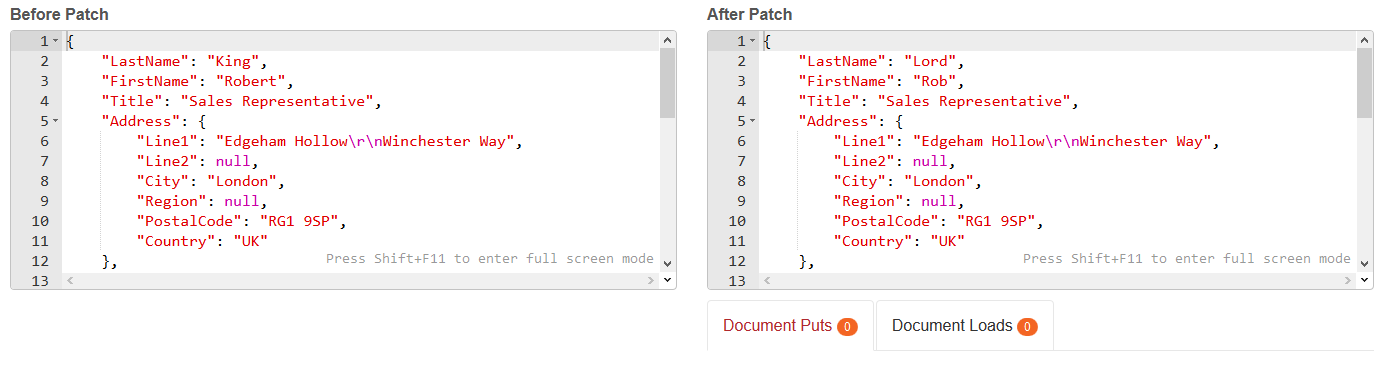 Before Patch
1 {
2 "LastName": "King",
3 "FirstName": "Robert",
4 "Title": "Sales Representative",
5 "Address": {
6 "Line1": "Edgeham Hollow\r\nWinchester Way",
7 "Line2": null,
8 "City": "London",
9 "Region": null,
10 "PostalCode": "RG1 9SP",
11 "Country": "UK"
12 },
Press Shift+F11 to enter full screen mode
13
After Patch
1 {
2 "LastName": "Lord",
3 "FirstName": "Rob",
4 "Title": "Sales Representative",
5 "Address": {
6 "Line1": "Edgeham Hollow\r\nWinchester Way",
7 "Line2": null,
8 "City": "London",
9 "Region": null,
10 "PostalCode": "RG1 9SP",
11 "Country": "UK"
12 },
Press Shift+F11 to enter full screen mode
13
Document Puts 0
Document Loads 0